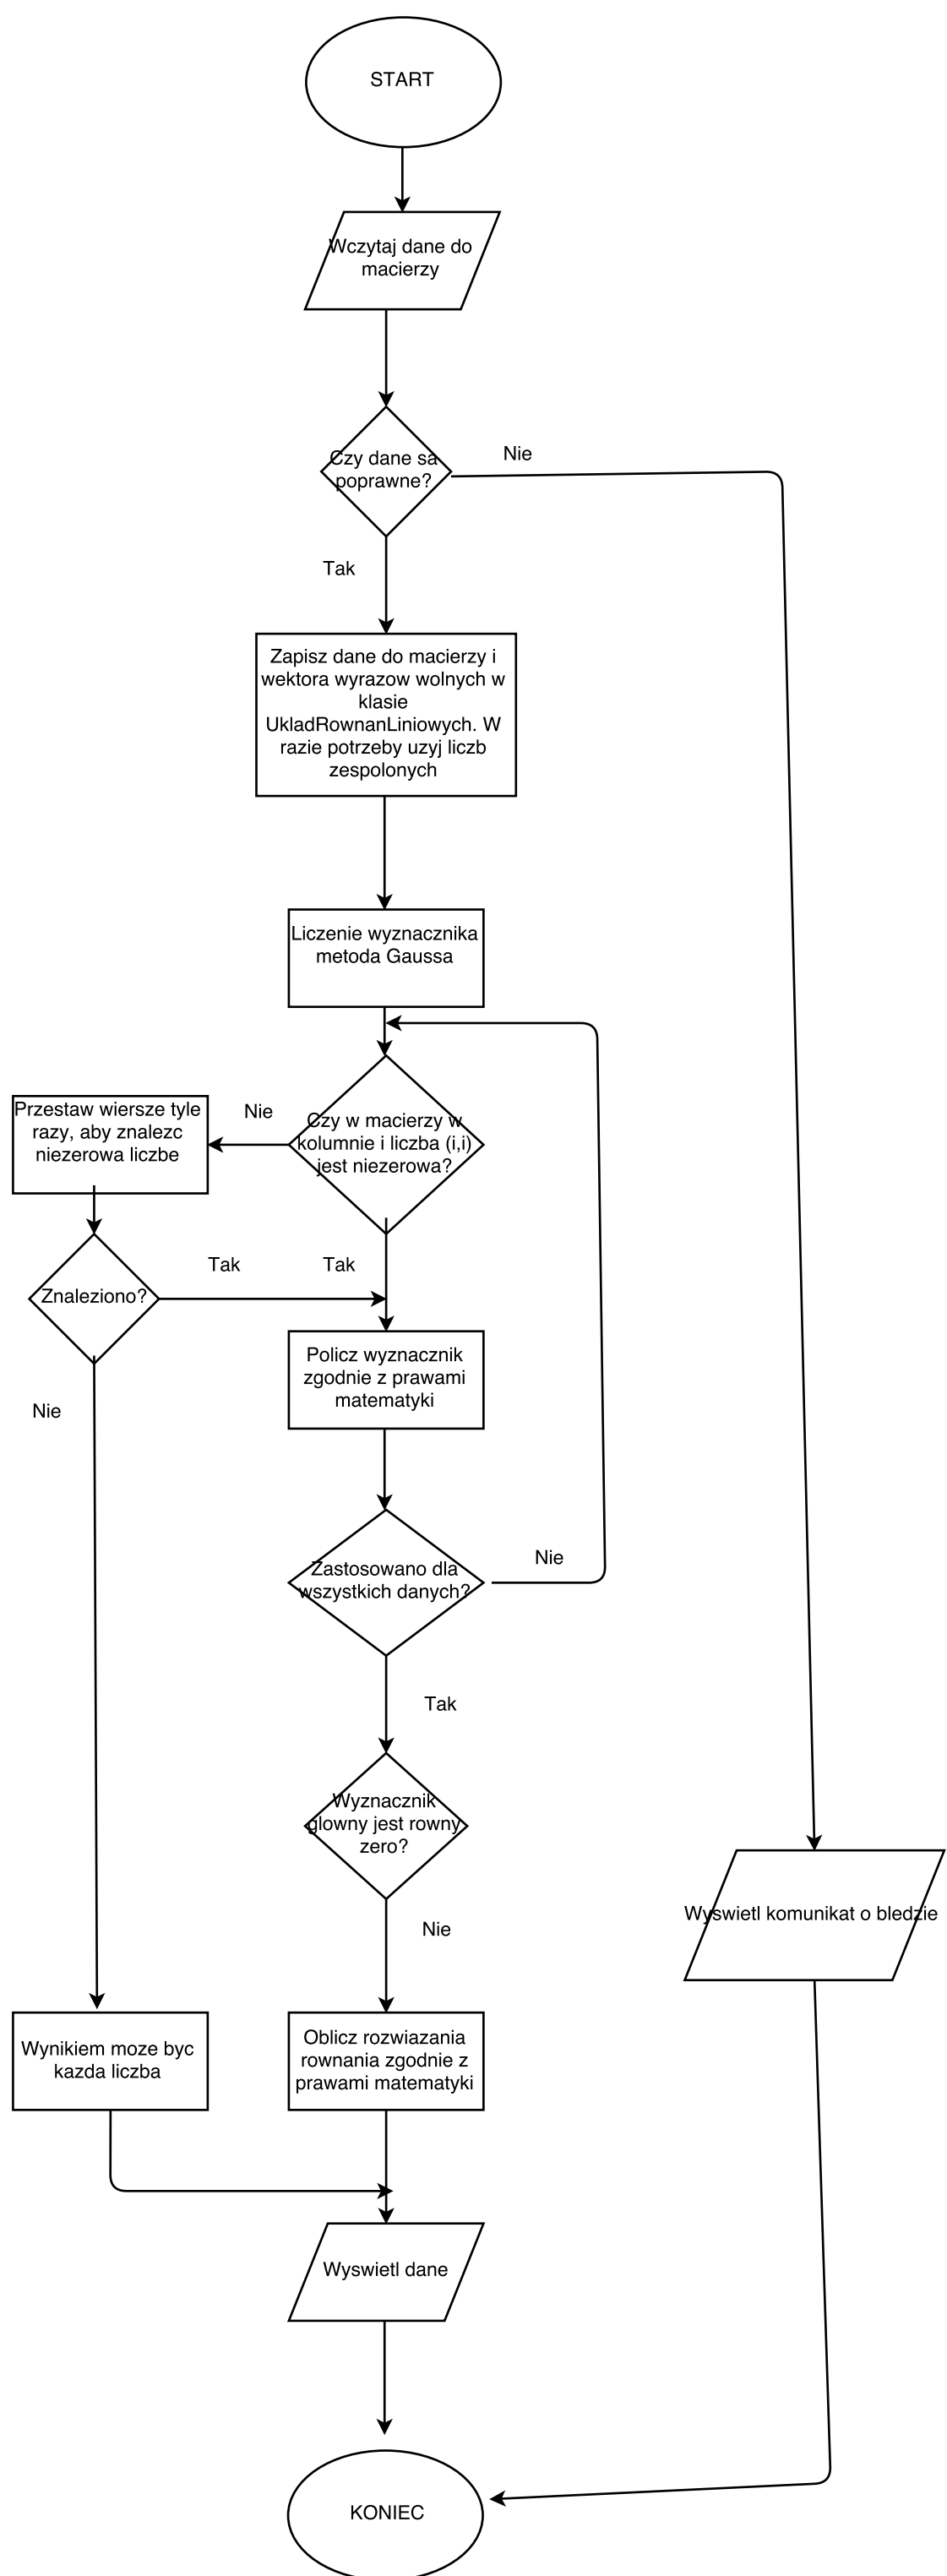 START
Wczytaj dane do
macierzy
Czy dane sa
poprawne?
Nie
Tak
Zapisz dane do macierzy i
wektora wyrazow wolnych w
klasie
UkladRownanLiniowych. W
razie potrzeby uzyj liczb
zespolonych
Liczenie wyznacznika
metoda Gaussa
Czy w macierzy w
kolumnie i liczba (i,i)
jest niezerowa?
Nie
Przestaw wiersze tyle
razy, aby znalezc
niezerowa liczbe
Znaleziono?
Tak
Tak
Nie
Policz wyznacznik
zgodnie z prawami
matematyki
Zastosowano dla
wszystkich danych?
Nie
Tak
Wyznacznik
glowny jest rowny
zero?
Nie
Wyswietl komunikat o bledzie
Wynikiem moze byc
kazda liczba
Oblicz rozwiazania
rownania zgodnie z
prawami matematyki
Wyswietl dane
KONIEC